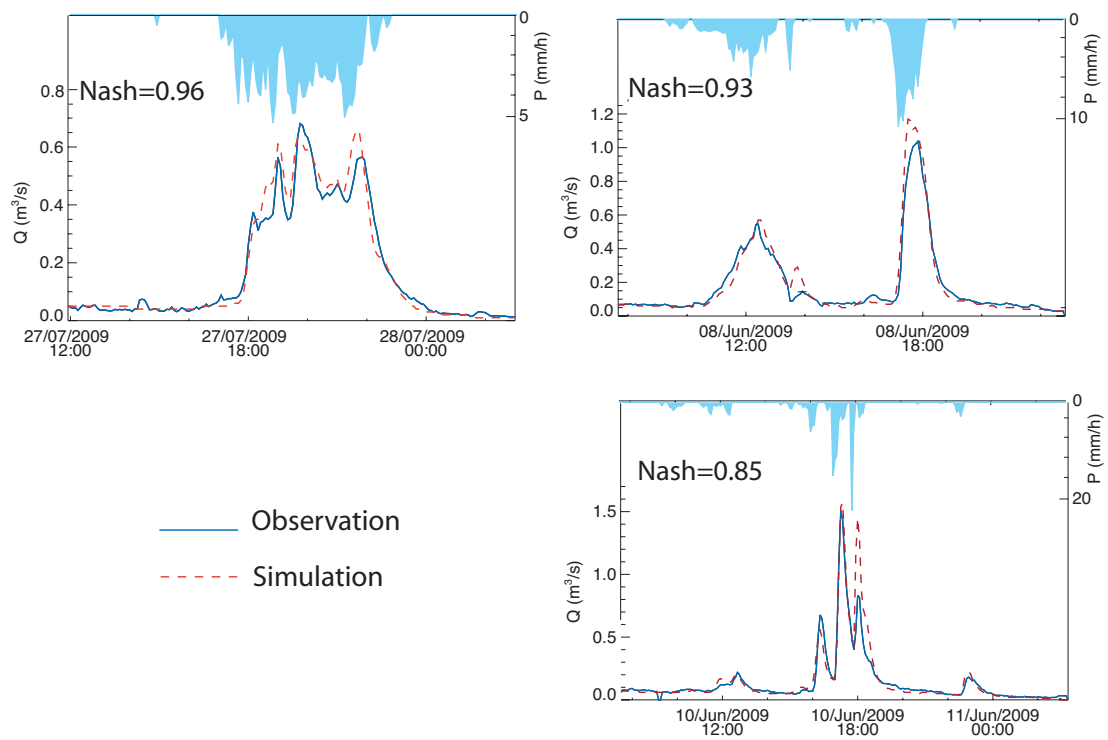 0
P (mm/h)
5
Nash=0.96
0.8
0.6
0.4
0.2
0.0
Q (m³/s)
27/07/2009
12:00
27/07/2009
18:00
28/07/2009
00:00
0
P (mm/h)
10
Nash=0.93
1.2
1.0
0.8
0.6
0.4
0.2
0.0
Q (m³/s)
08/Jun/2009
12:00
08/Jun/2009
18:00
Observation
Simulation
0
P (mm/h)
20
Nash=0.85
1.5
1.0
0.5
0.0
Q (m³/s)
10/Jun/2009
12:00
10/Jun/2009
18:00
11/Jun/2009
00:00